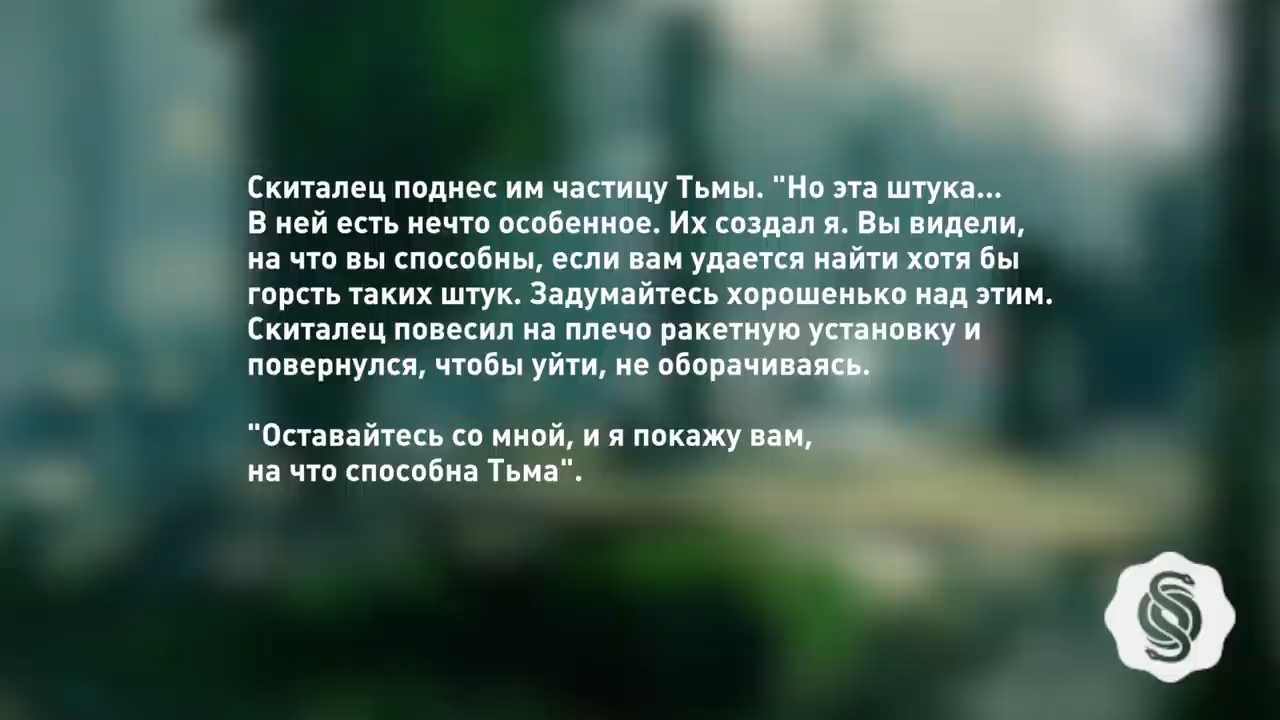 Скиталец поднес им частицу Тьмы. "Но эта штука...
В ней есть нечто особенное. Их создал я. Вы видели,
на что вы способны, если вам удается найти хотя бы
горсть таких штук. Задумайтесь хорошенько над этим.
Скиталец повесил на плечо ракетную установку и
повернулся, чтобы уйти, не оборачиваясь.
"Оставайтесь со мной, и я покажу вам,
на что способна Тьма".